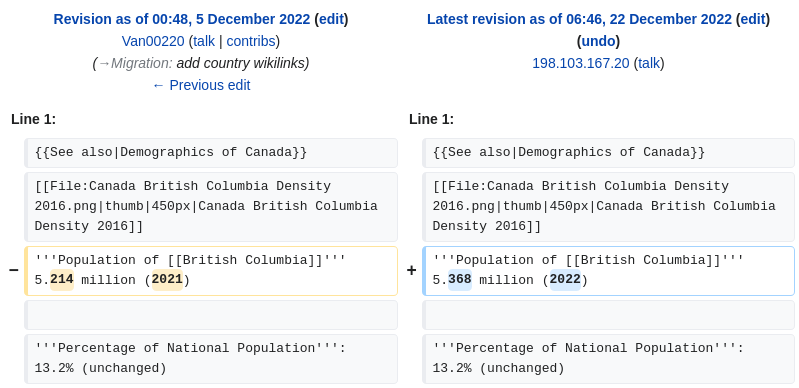 Revision as of 00:48, 5 December 2022 (edit)
Van00220 (talk | contribs)
(→Migration: add country wikilinks)
← Previous edit
Latest revision as of 06:46, 22 December 2022 (edit)
(undo)
198.103.167.20 (talk)
Line 1:
Line 1:
{{See also|Demographics of Canada}}
{{See also|Demographics of Canada}}
[[File:Canada British Columbia Density
2016.png|thumb|450px|Canada British Columbia
Density 2016]]
[[File:Canada British Columbia Density
2016.png|thumb|450px|Canada British Columbia
Density 2016]]
− '''Population of [[British Columbia]]'''
5.214 million (2021)
+ '''Population of [[British Columbia]]'''
5.368 million (2022)
'''Percentage of National Population''':
13.2% (unchanged)
'''Percentage of National Population''':
13.2% (unchanged)